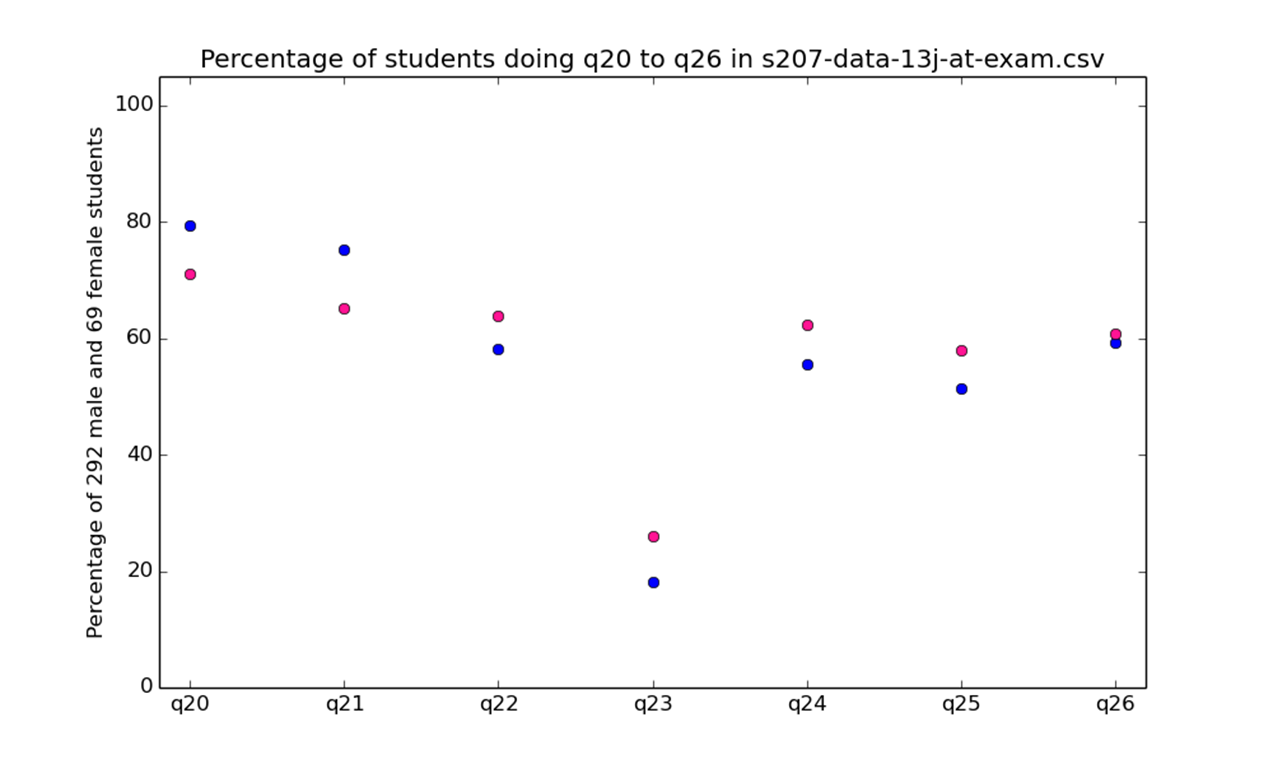 Percentage of students doing q20 to q26 in s207-data-13j-at-exam.csv
Percentage of 292 male and 69 female students
100
80
60
40
20
0
q20 q21 q22 q23 q24 q25 q26